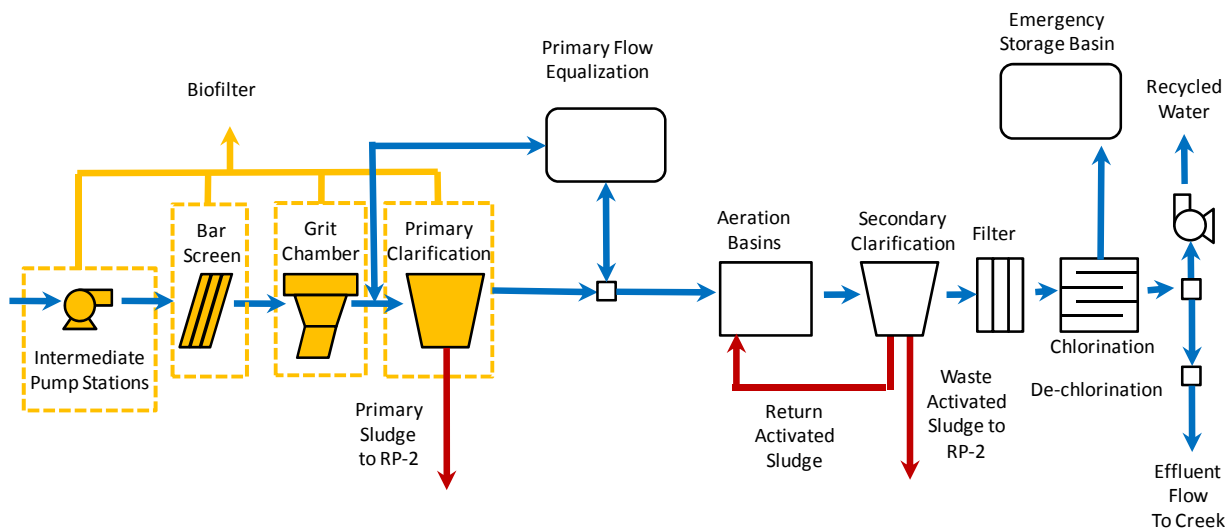 Emergency
Storage Basin
Primary Flow
Equalization
Biofilter
Recycled
Water
Bar
Screen
Grit
Chamber
Primary
Clarification
Aeration
Basins
Secondary
Clarification
Filter
Intermediate
Pump Stations
Chlorination
De-chlorination
Primary
Sludge
to RP-2
Return
Activated
Sludge
Waste
Activated
Sludge to
RP-2
Effluent
Flow
To Creek